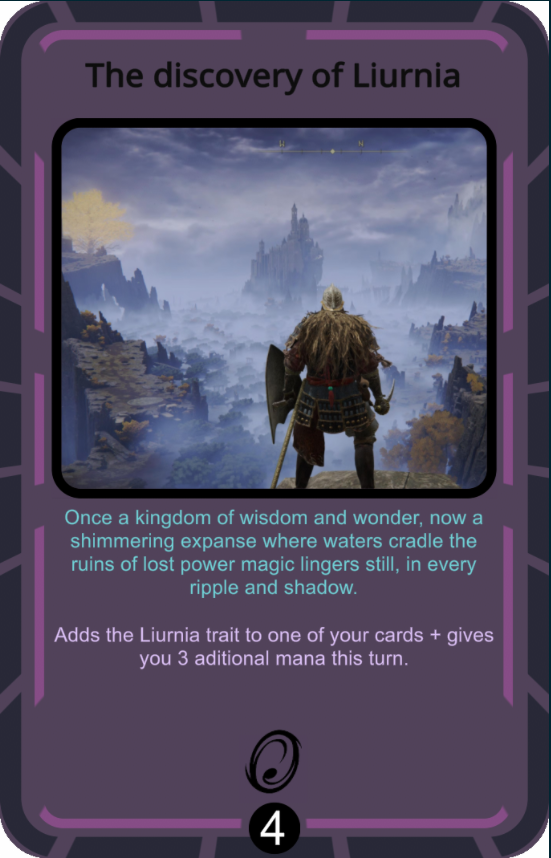 The discovery of Liurnia
H N
Once a kingdom of wisdom and wonder, now a
shimmering expanse where waters cradle the
ruins of lost power magic lingers still, in every
ripple and shadow.
Adds the Liurnia trait to one of your cards + gives
you 3 aditional mana this turn.
4